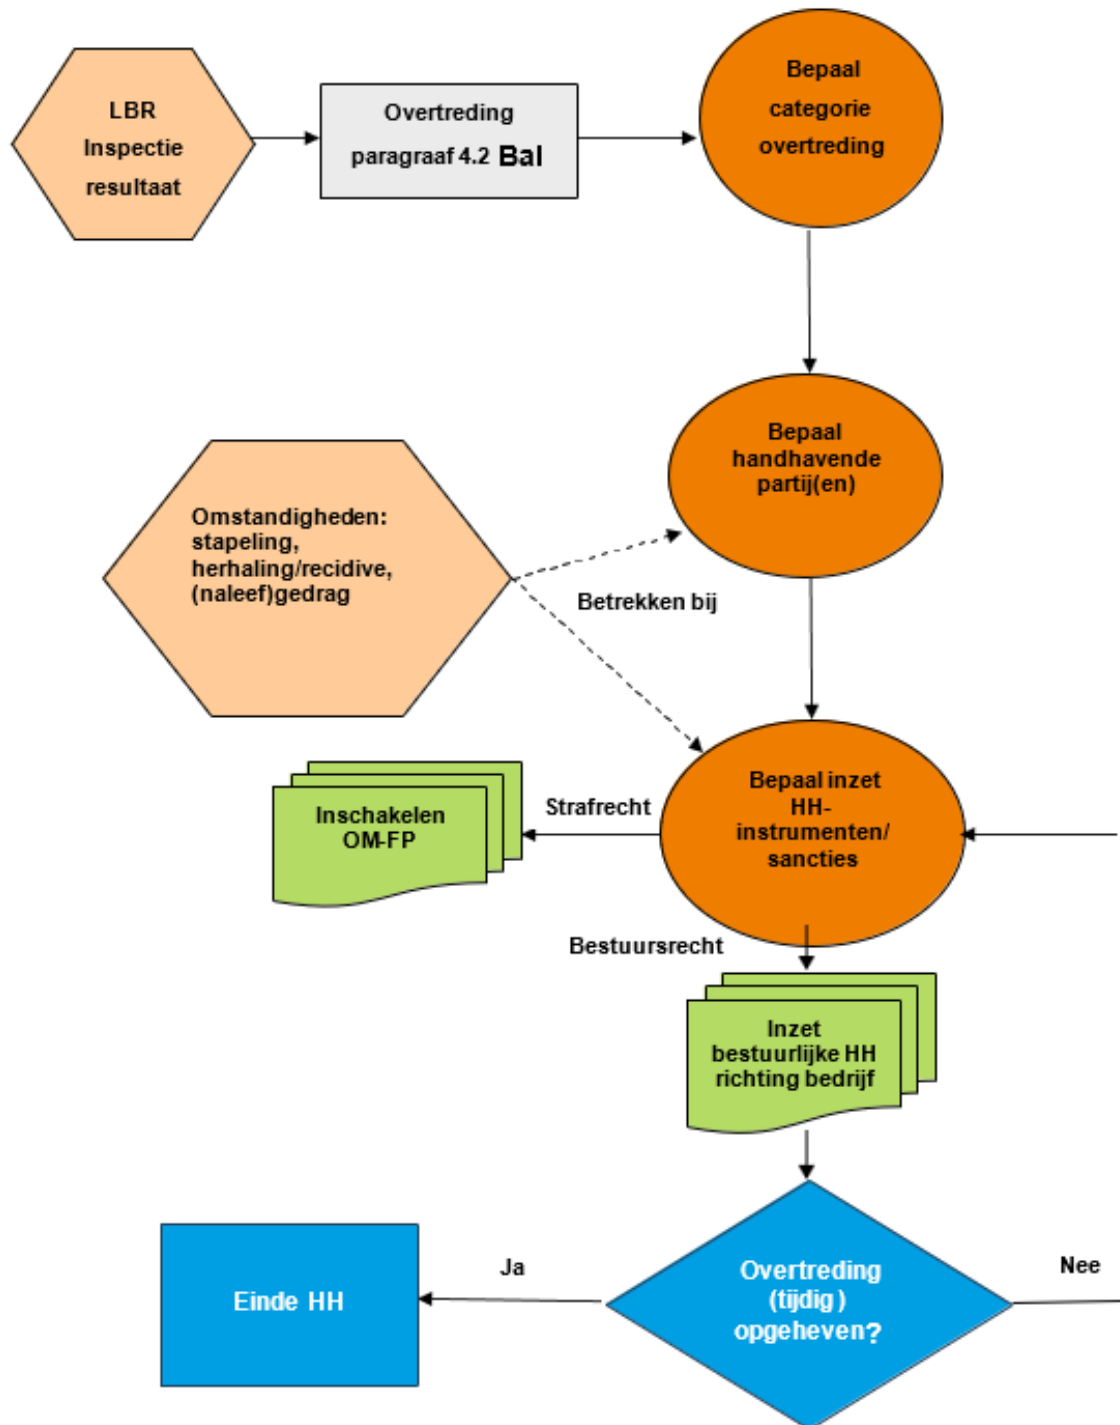 LBR
Inspectie
resultaat
Overtreding
paragraaf 4.2 Bal
Bepaal
categorie
overtreding
Bepaal
handhavende
partij(en)
Omstandigheden:
stapeling,
herhaling/recidive,
(naleef)gedrag
Betrekken bij
Bepaal inzet
HH-
instrumenten/
sancties
Strafrecht
Inschakelen
OM-FP
Bestuursrecht
Inzet
bestuurlijke HH
richting bedrijf
Overtreding
(tijdig )
opgeheven?
Ja
Nee
Einde HH